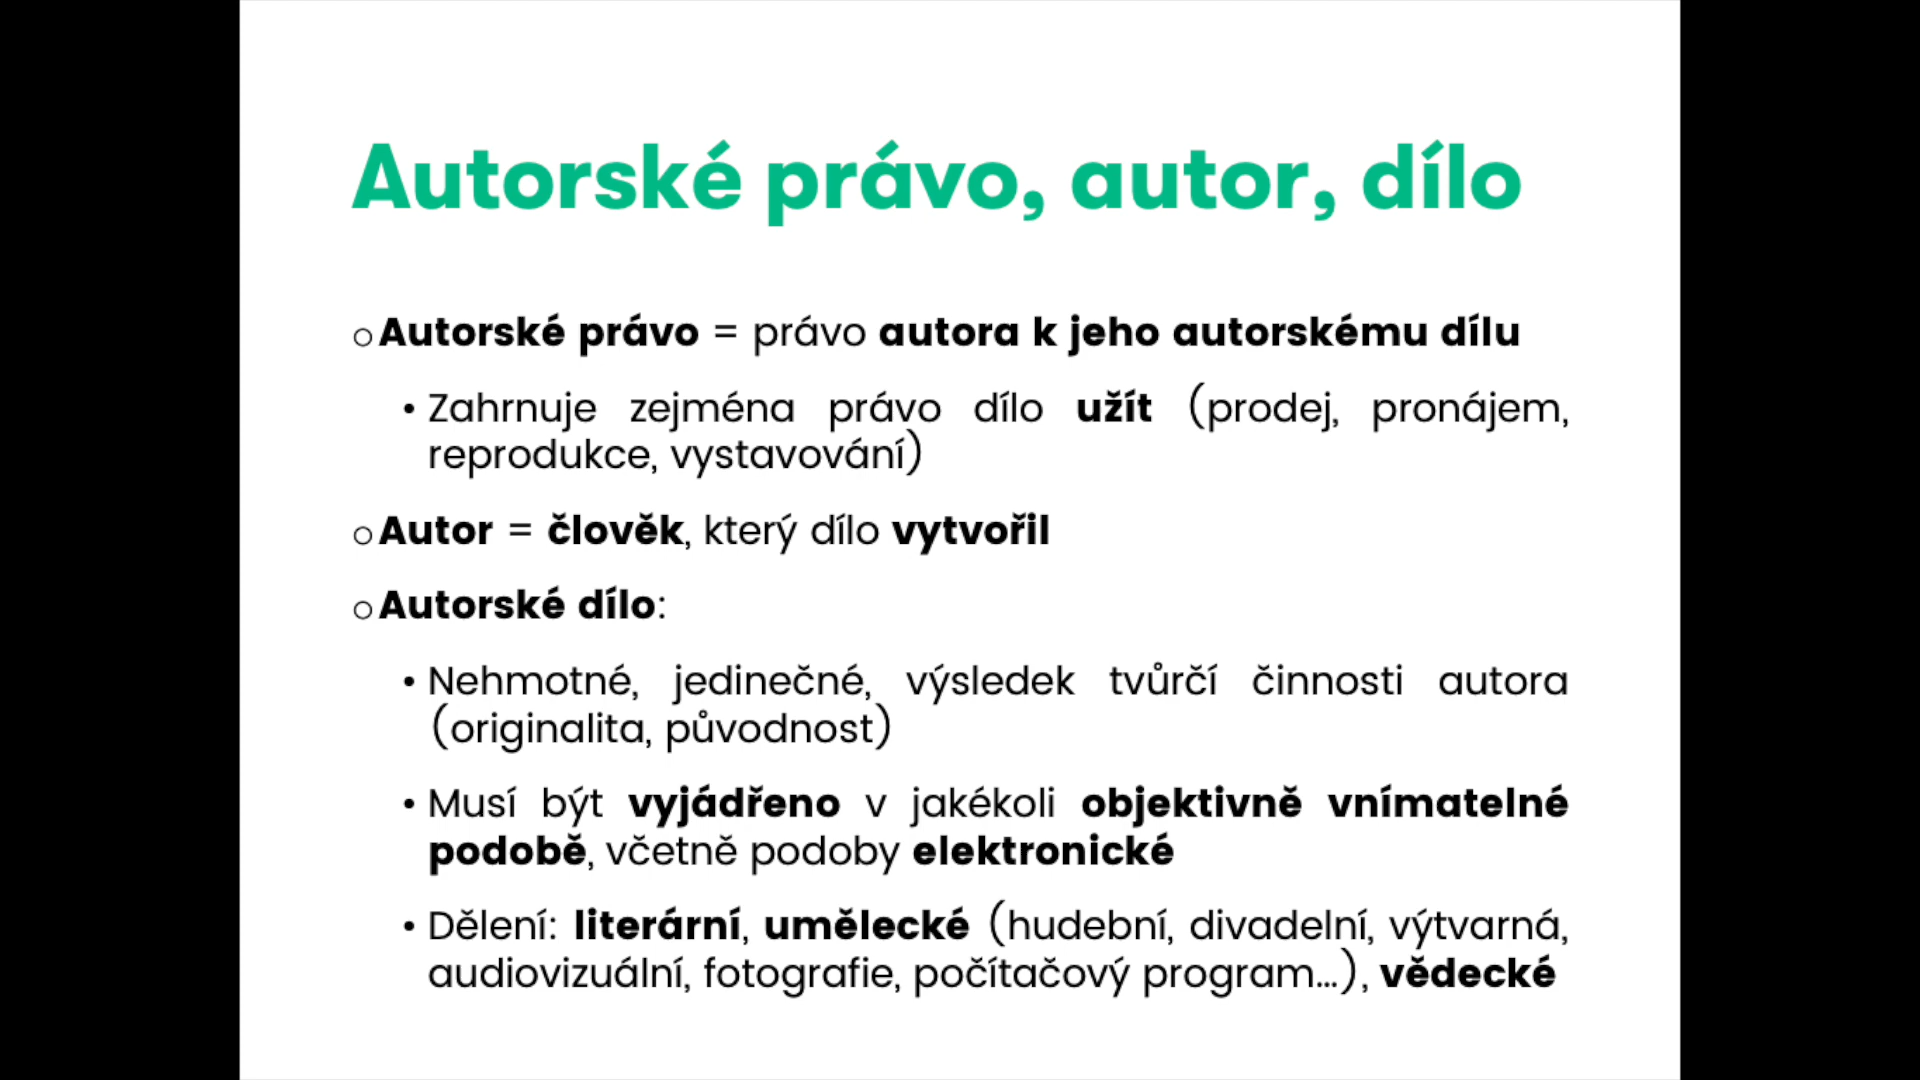 Autorské právo, autor, dílo
○ Autorské právo = právo autora k jeho autorskému dílu
• Zahrnuje zejména právo dílo užít (prodej, pronájem,
reprodukce, vystavování)
○ Autor = člověk, který dílo vytvořil
○ Autorské dílo:
• Nehmotné, jedinečné, výsledek tvůrčí činnosti autora
(originalita, původnost)
• Musí být vyjádřeno v jakékoli objektivně vnímatelné
podobě, včetně podoby elektronické
• Dělení: literární, umělecké (hudební, divadelní, výtvarná,
audiovizuální, fotografie, počítačový program...), vědecké